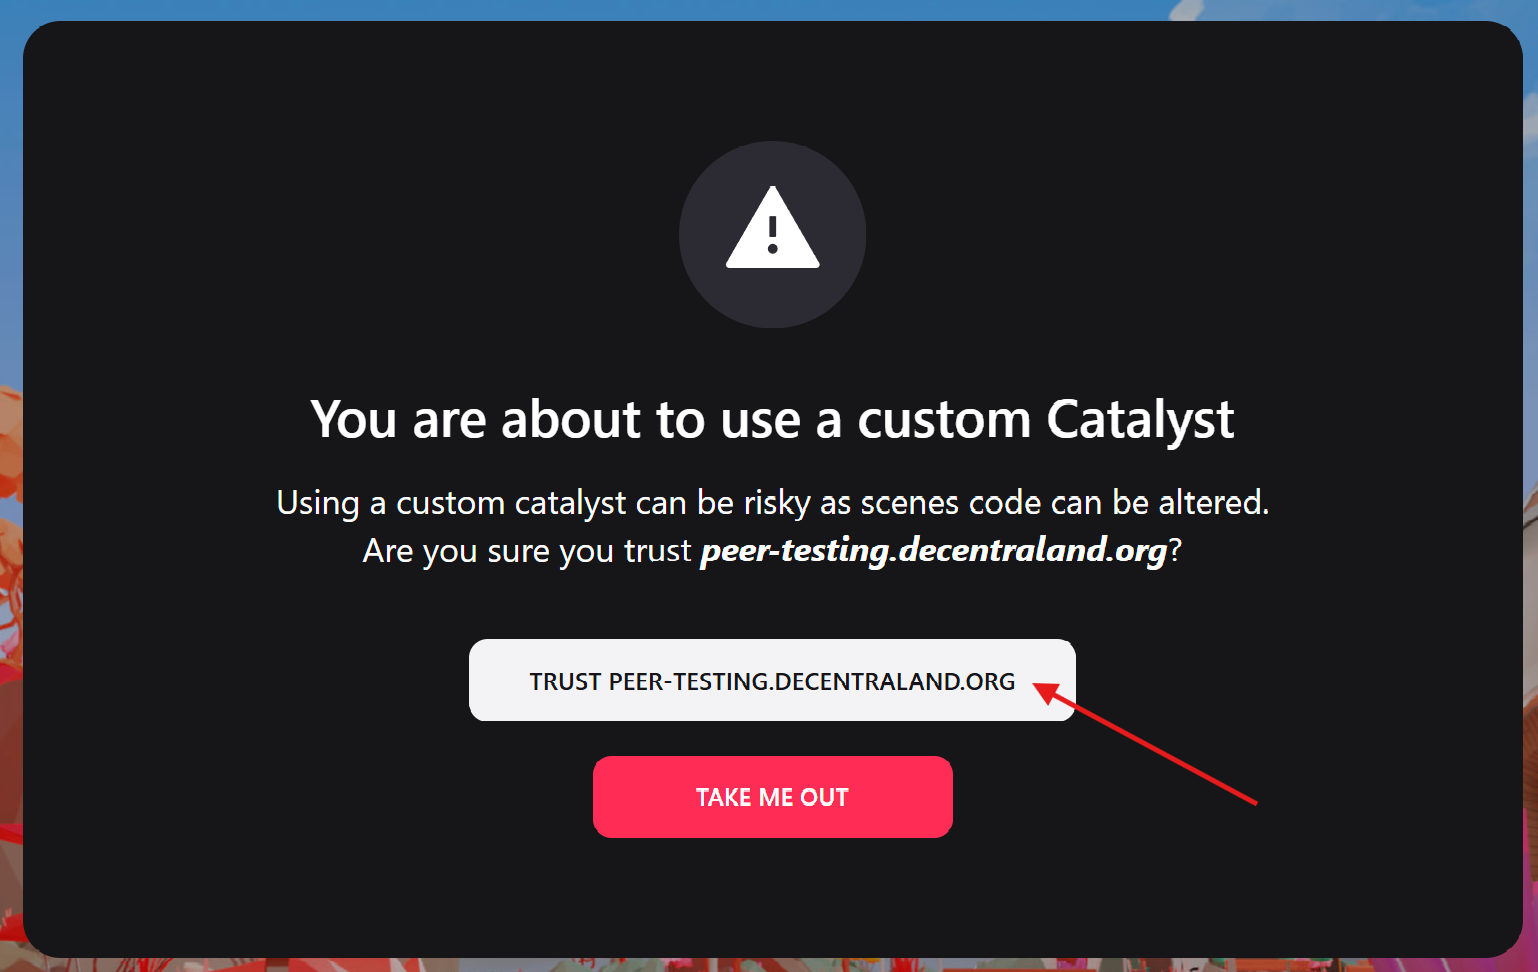 You are about to use a custom Catalyst
Using a custom catalyst can be risky as scenes code can be altered.
Are you sure you trust peer-testing.decentraland.org?
TRUST PEER-TESTING.DECENTRALAND.ORG
TAKE ME OUT